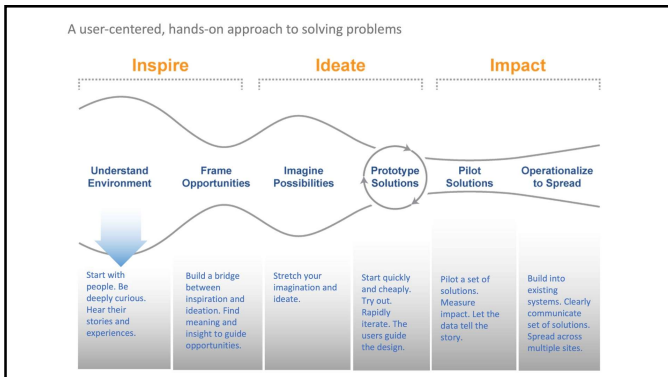 A user-centered, hands-on approach to solving problems
Inspire
Ideate
Impact
Understand
Environment
Frame
Opportunities
Imagine
Possibilities
Prototype
Solutions
Pilot
Solutions
Operationalize
to Spread
Start with
people. Be
deeply curious.
Hear their
stories and
experiences.
Build a bridge
between
inspiration and
ideation. Find
meaning and
insight to guide
opportunities.
Stretch your
imagination and
ideate.
Start quickly
and cheaply.
Try out.
Rapidly
iterate. The
users guide
the design.
Pilot a set of
solutions.
Measure
impact. Let the
data tell the
story.
Build into
existing
systems. Clearly
communicate
set of solutions.
Spread across
multiple sites.